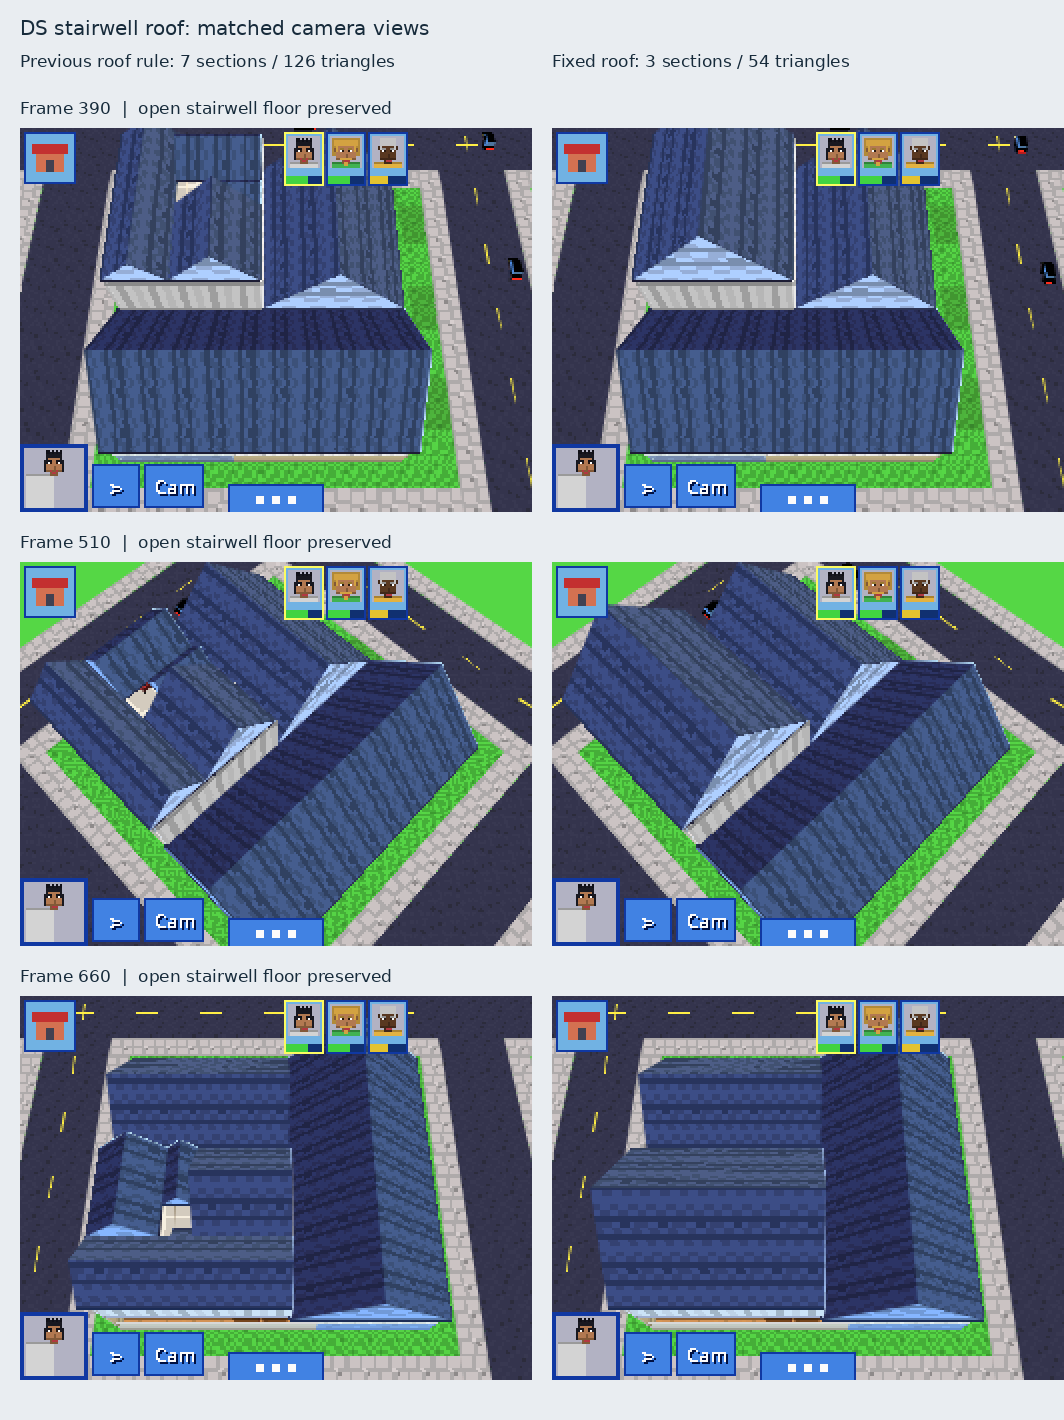 DS stairwell roof: matched camera views
Previous roof rule: 7 sections / 126 triangles
Fixed roof: 3 sections / 54 triangles
Frame 390 | open stairwell floor preserved
Cam
Cam
Frame 510 | open stairwell floor preserved
Cam
Cam
Frame 660 | open stairwell floor preserved
Cam
Cam